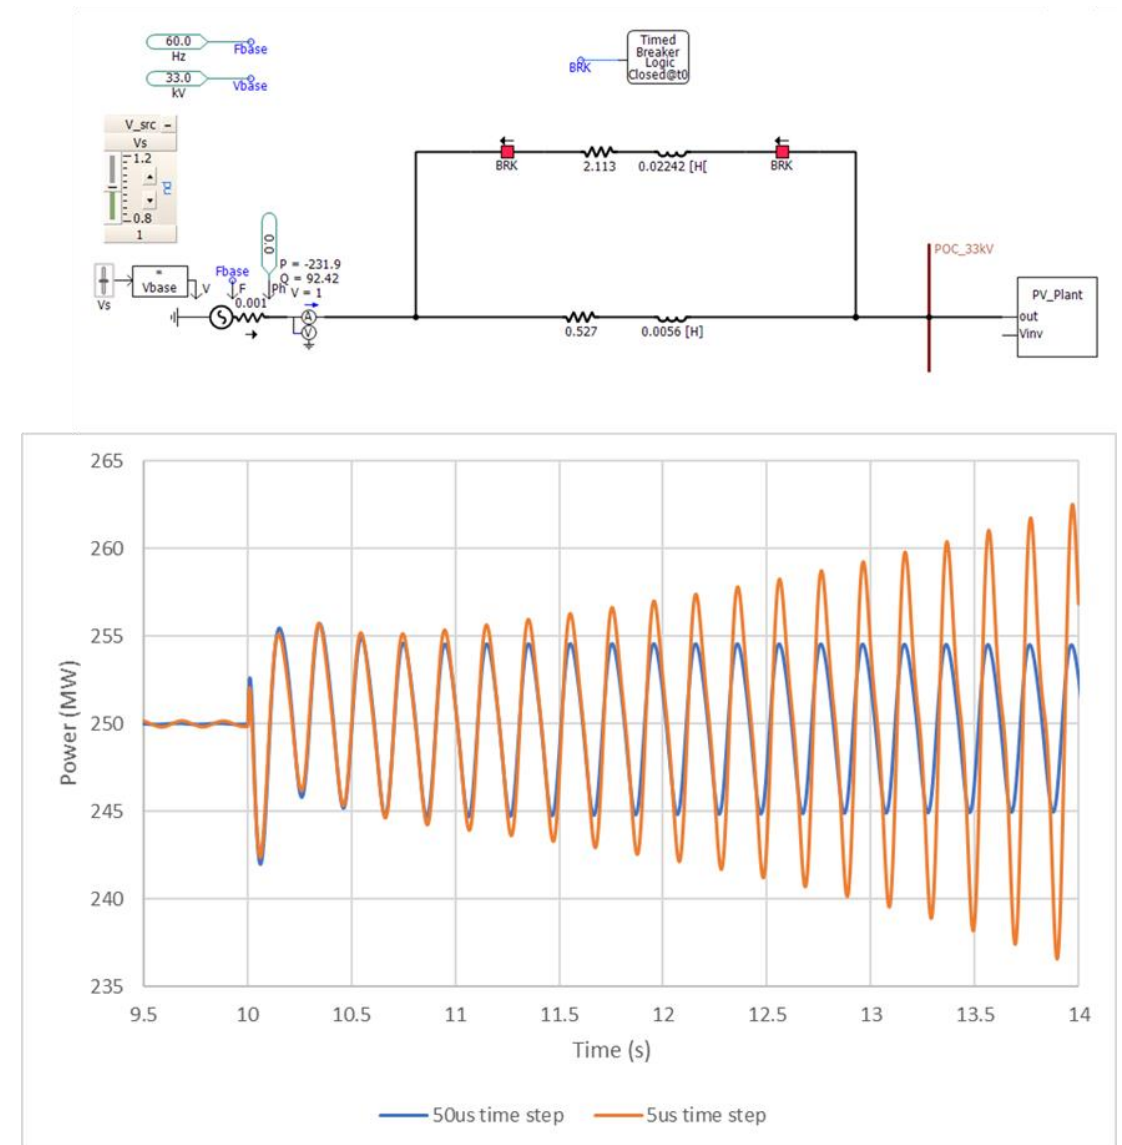 60.0
Hz
Fbase
33.0
kV
Vbase
BRK
Timed
Breaker
Logic
Closed@t0
V_src
Vs
1.2
pu
0.8
1
BRK
2.113
0.02242 [H[
BRK
POC_33kV
0.0
P = -231.9
Q = 92.42
V = 1
Fbase
Ph
=
Vbase
V
F
0.001
Vs
A
V
0.527
0.0056 [H]
PV_Plant
out
Vinv
265
260
255
250
245
240
235
Power (MW)
9.5 10 10.5 11 11.5 12 12.5 13 13.5 14
Time (s)
50us time step 5us time step